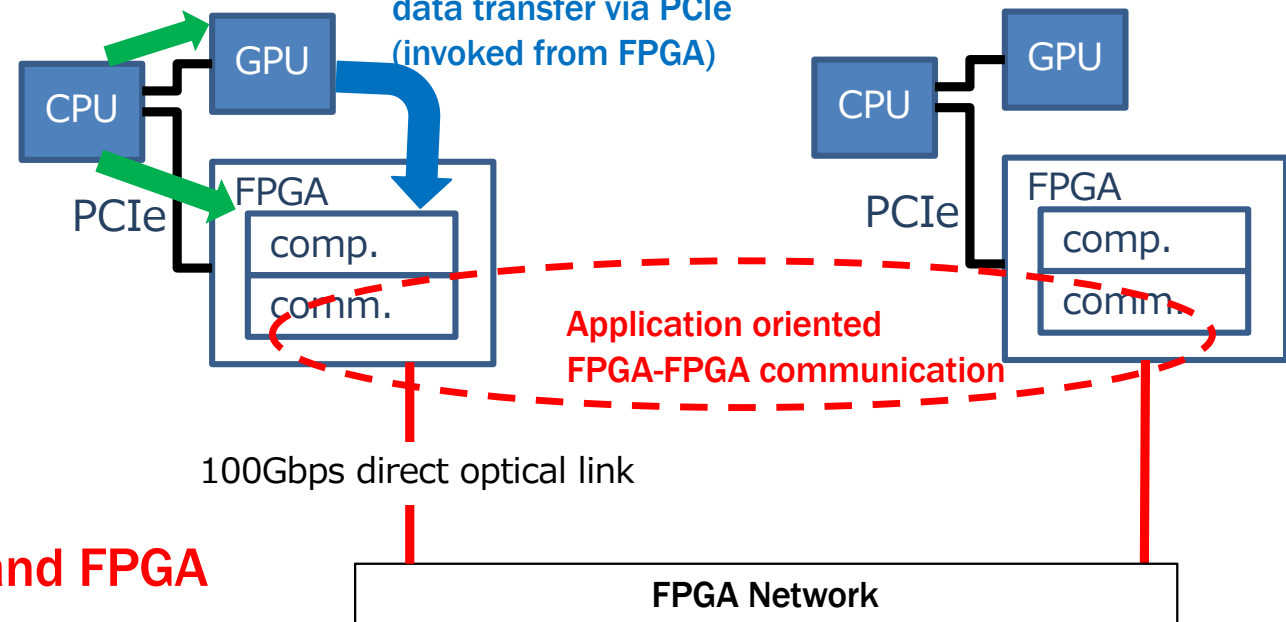 data transfer via PCIe
(invoked from FPGA)
GPU
CPU
PCIe
FPGA
comp.
comm.
GPU
CPU
PCIe
FPGA
comp.
comm.
Application oriented
FPGA-FPGA communication
100Gbps direct optical link
and FPGA
FPGA Network